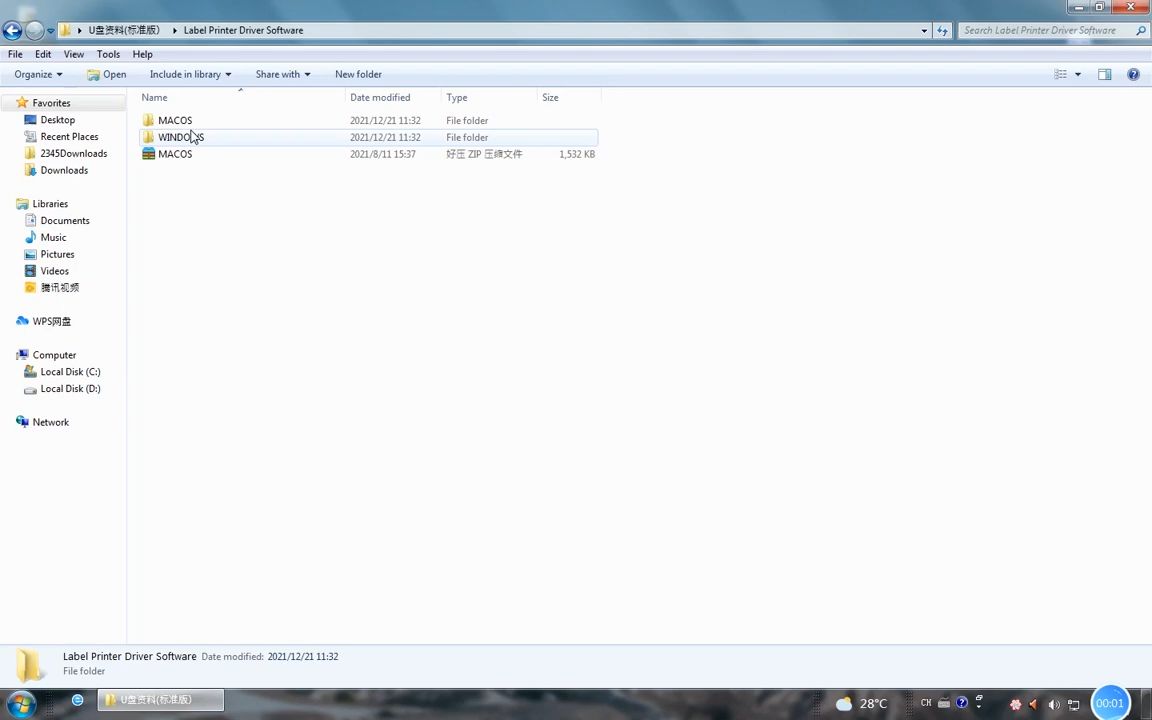 U盘资料(标准版) Label Printer Driver Software
Search Label Printer Driver Software
File Edit View Tools Help
Organize Open Include in library Share with New folder
Name Date modified Type Size
MACOS 2021/12/21 11:32 File folder
WINDOWS 2021/12/21 11:32 File folder
MACOS 2021/8/11 15:37 好压 ZIP 压缩文件 1,532 KB
Favorites
Desktop
Recent Places
2345Downloads
Downloads
Libraries
Documents
Music
Pictures
Videos
腾讯视频
WPS网盘
Computer
Local Disk (C:)
Local Disk (D:)
Network
Label Printer Driver Software Date modified: 2021/12/21 11:32
File folder
U盘资料(标准版)
28°C
CH
00:01